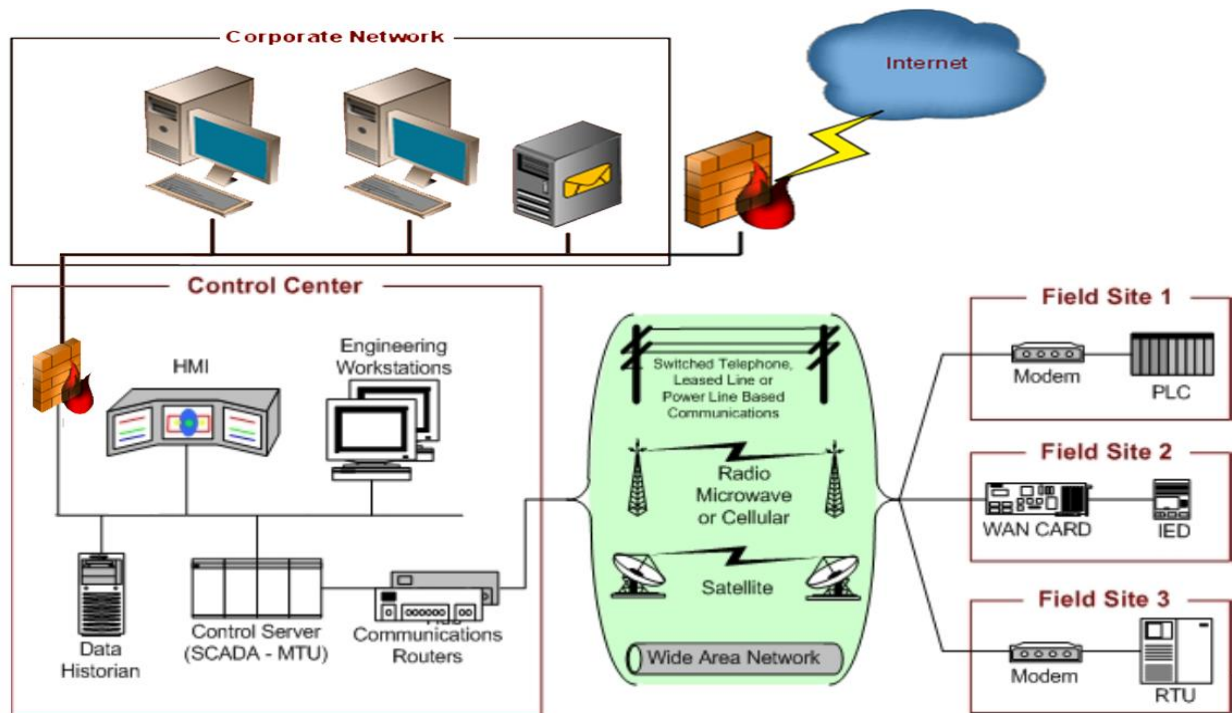 Corporate Network
Internet
Control Center
HMI
Engineering
Workstations
Data
Historian
Control Server
(SCADA - MTU)
Communications
Routers
Switched Telephone,
Leased Line or
Power Line Based
Communications
Radio
Microwave
or Cellular
Satellite
Wide Area Network
Field Site 1
Modem
PLC
Field Site 2
WAN CARD
IED
Field Site 3
Modem
RTU